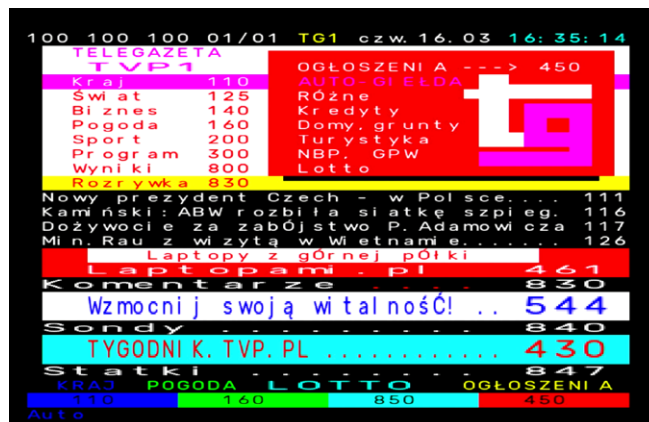 100 100 100 01/01 TG1 czw. 16. 03 16: 35: 14
TELEGAZETA
TVP1
OGŁOSZENIA ---> 450
Kraj 110
AUTO-GIEŁDA
Świat 125
RÓżne
Biznes 140
Kredyty
Pogoda 160
Domy, grunty
Sport 200
Turystyka
Program 300
NBP, GPW
Wyniki 800
Lotto
tg
Rozrywka 830
Nowy prezydent Czech - w Polsce.... 111
Kamiński: ABW rozbiła siatkę szpieg. 116
Dożywocie za zabÓjstwo P. Adamowicza 117
Min. Rau z wizytą w Wietnamie....... 126
Laptopy z gÓrnej pÓłki
Laptopami. pl 461
Komentarze .... 830
Wzmocnij swoją witalnośĆ! .. 544
Sondy . . . . . . . . 840
TYGODNIK. TVP. PL ............. 430
Statki . . . . . . . 847
KRAJ POGODA LOTTO OGŁOSZENIA
110 160 850 450
Auto